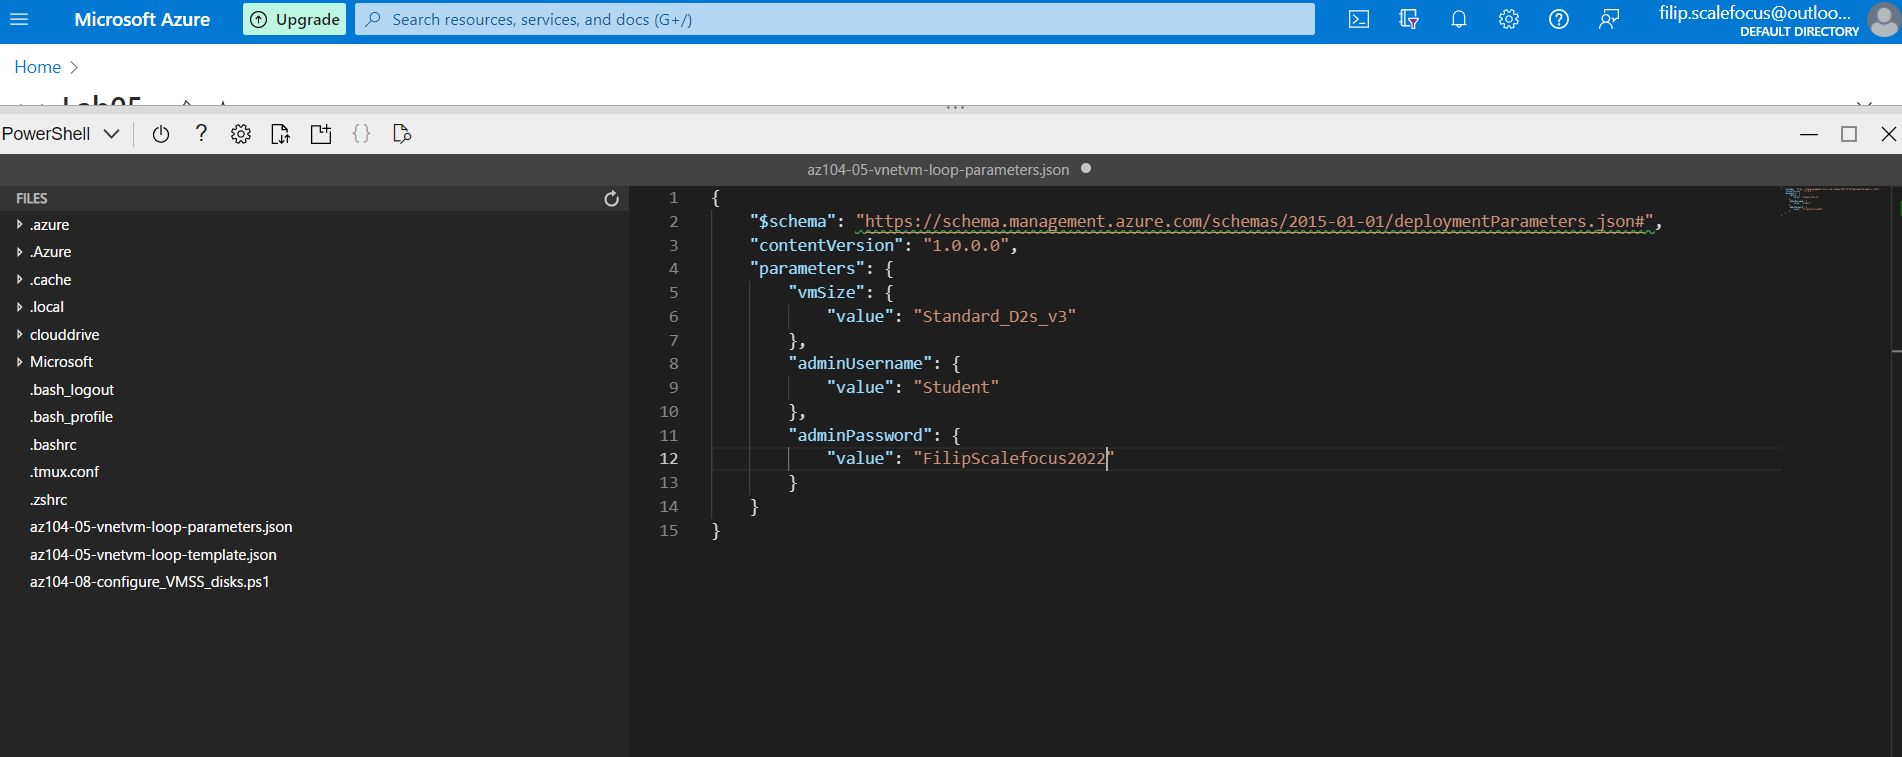 Microsoft Azure
Upgrade
Search resources, services, and docs (G+/)
filip.scalefocus@outloo...
DEFAULT DIRECTORY
Home
Lab05
PowerShell
az104-05-vnetvm-loop-parameters.json
FILES
.azure
.Azure
.cache
.local
clouddrive
Microsoft
.bash_logout
.bash_profile
.bashrc
.tmux.conf
.zshrc
az104-05-vnetvm-loop-parameters.json
az104-05-vnetvm-loop-template.json
az104-08-configure_VMSS_disks.ps1
1 {
2 "$schema": "https://schema.management.azure.com/schemas/2015-01-01/deploymentParameters.json#",
3 "contentVersion": "1.0.0.0",
4 "parameters": {
5 "vmSize": {
6 "value": "Standard_D2s_v3"
7 },
8 "adminUsername": {
9 "value": "Student"
10 },
11 "adminPassword": {
12 "value": "FilipScalefocus2022"
13 }
14 }
15 }